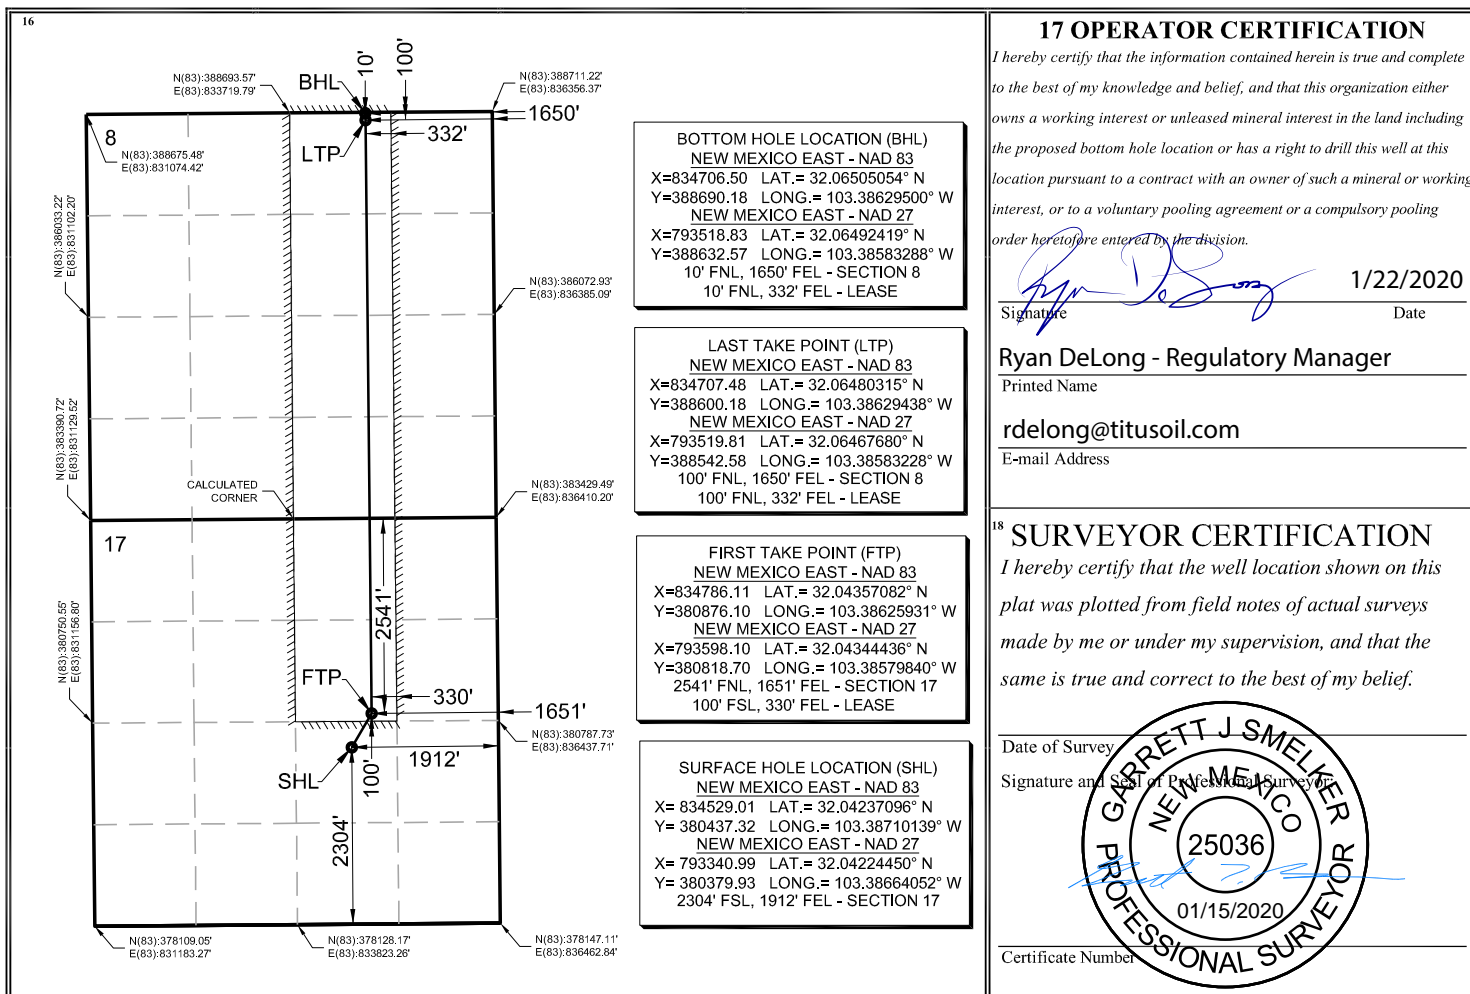 16
N(83):388693.57'
E(83):833719.79'
BHL
10'
100'
N(83):388711.22'
E(83):836356.37'
1650'
332'
LTP
8
N(83):388675.48'
E(83):831074.42'
N(83):386033.22'
E(83):831102.20'
N(83):386072.93'
E(83):836385.09'
N(83):383390.72'
E(83):831129.52'
CALCULATED
CORNER
N(83):383429.49'
E(83):836410.20'
17
2541'
N(83):380750.55'
E(83):831156.80'
FTP
330'
1651'
N(83):380787.73'
E(83):836437.71'
1912'
SHL
100'
2304'
N(83):378109.05'
E(83):831183.27'
N(83):378128.17'
E(83):833823.26'
N(83):378147.11'
E(83):836462.84'
BOTTOM HOLE LOCATION (BHL)
NEW MEXICO EAST - NAD 83
X=834706.50 LAT.= 32.06505054° N
Y=388690.18 LONG.= 103.38629500° W
NEW MEXICO EAST - NAD 27
X=793518.83 LAT.= 32.06492419° N
Y=388632.57 LONG.= 103.38583288° W
10' FNL, 1650' FEL - SECTION 8
10' FNL, 332' FEL - LEASE
LAST TAKE POINT (LTP)
NEW MEXICO EAST - NAD 83
X=834707.48 LAT.= 32.06480315° N
Y=388600.18 LONG.= 103.38629438° W
NEW MEXICO EAST - NAD 27
X=793519.81 LAT.= 32.06467680° N
Y=388542.58 LONG.= 103.38583228° W
100' FNL, 1650' FEL - SECTION 8
100' FNL, 332' FEL - LEASE
FIRST TAKE POINT (FTP)
NEW MEXICO EAST - NAD 83
X=834786.11 LAT.= 32.04357082° N
Y=380876.10 LONG.= 103.38625931° W
NEW MEXICO EAST - NAD 27
X=793598.10 LAT.= 32.04344436° N
Y=380818.70 LONG.= 103.38579840° W
2541' FNL, 1651' FEL - SECTION 17
100' FSL, 330' FEL - LEASE
SURFACE HOLE LOCATION (SHL)
NEW MEXICO EAST - NAD 83
X= 834529.01 LAT.= 32.04237096° N
Y= 380437.32 LONG.= 103.38710139° W
NEW MEXICO EAST - NAD 27
X= 793340.99 LAT.= 32.04224450° N
Y= 380379.93 LONG.= 103.38664052° W
2304' FSL, 1912' FEL - SECTION 17
17 OPERATOR CERTIFICATION
I hereby certify that the information contained herein is true and complete
to the best of my knowledge and belief, and that this organization either
owns a working interest or unleased mineral interest in the land including
the proposed bottom hole location or has a right to drill this well at this
location pursuant to a contract with an owner of such a mineral or working
interest, or to a voluntary pooling agreement or a compulsory pooling
order heretofore entered by the division.
Ryan DeLong
1/22/2020
Signature
Date
Ryan DeLong - Regulatory Manager
Printed Name
rdelong@titusoil.com
E-mail Address
18 SURVEYOR CERTIFICATION
I hereby certify that the well location shown on this
plat was plotted from field notes of actual surveys
made by me or under my supervision, and that the
same is true and correct to the best of my belief.
Date of Survey
Signature and Seal of Professional Surveyor:
GARRETT J SMELKER
NEW MEXICO
25036
01/15/2020
PROFESSIONAL SURVEYOR
Certificate Number